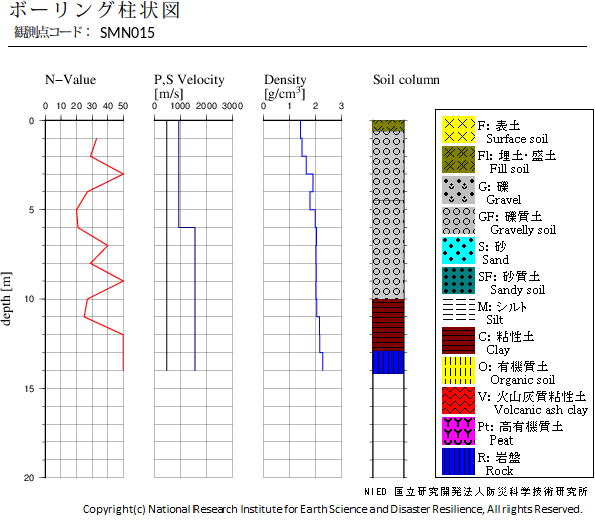 ボーリング柱状図
観測点コード： SMN015
N−Value
P,S Velocity
[m/s]
Density
[g/cm3]
Soil column
0 10 20 30 40 50
0 1000 2000 3000
0 1 2 3
0
5
10
15
20
depth [m]
F: 表土
Surface soil
Fl: 埋土・盛土
Fill soil
G: 礫
Gravel
GF: 礫質土
Gravelly soil
S: 砂
Sand
SF: 砂質土
Sandy soil
M: シルト
Silt
C: 粘性土
Clay
O: 有機質土
Organic soil
V: 火山灰質粘性土
Volcanic ash clay
Pt: 高有機質土
Peat
R: 岩盤
Rock
NIED 国立研究開発法人防災科学技術研究所
Copyright(c) National Research Institute for Earth Science and Disaster Resilience, All rights Reserved.